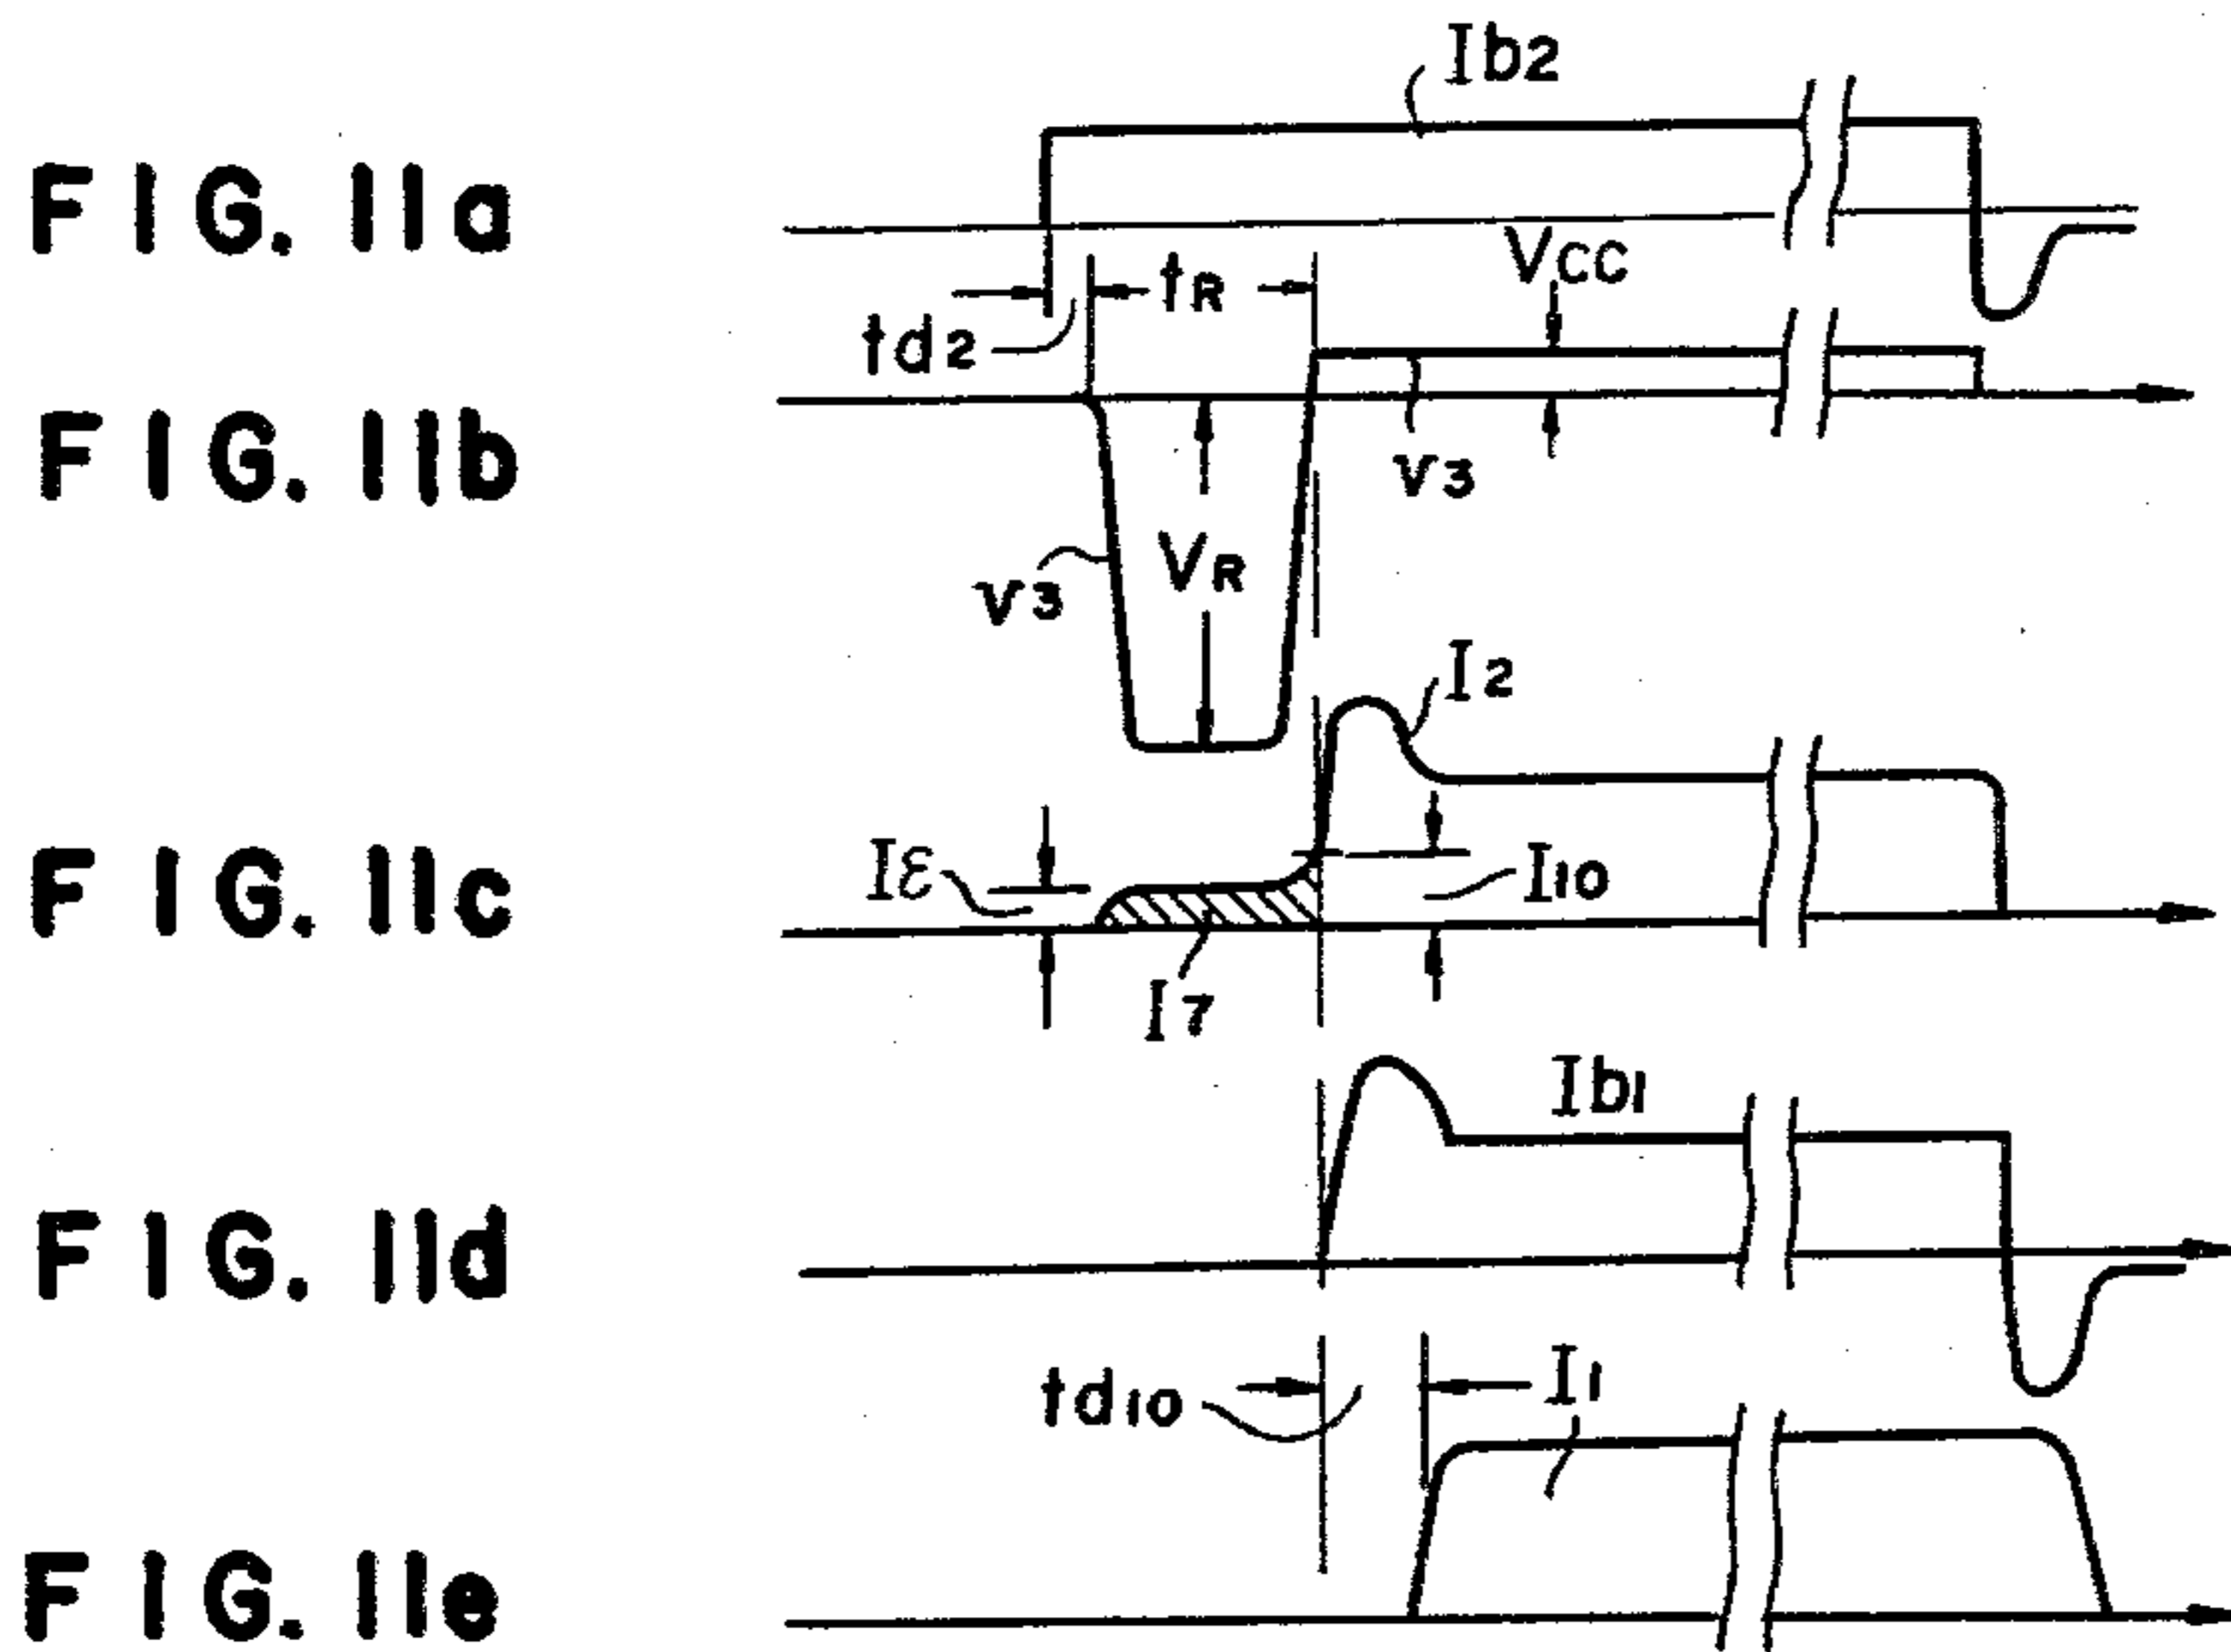 Ib2
FIG. 11a
VCC
tR
td2
FIG. 11b
v3
VR
v3
I2
Iε
I10
FIG. 11c
I7
Ib1
FIG. 11d
td10
I1
FIG. 11e